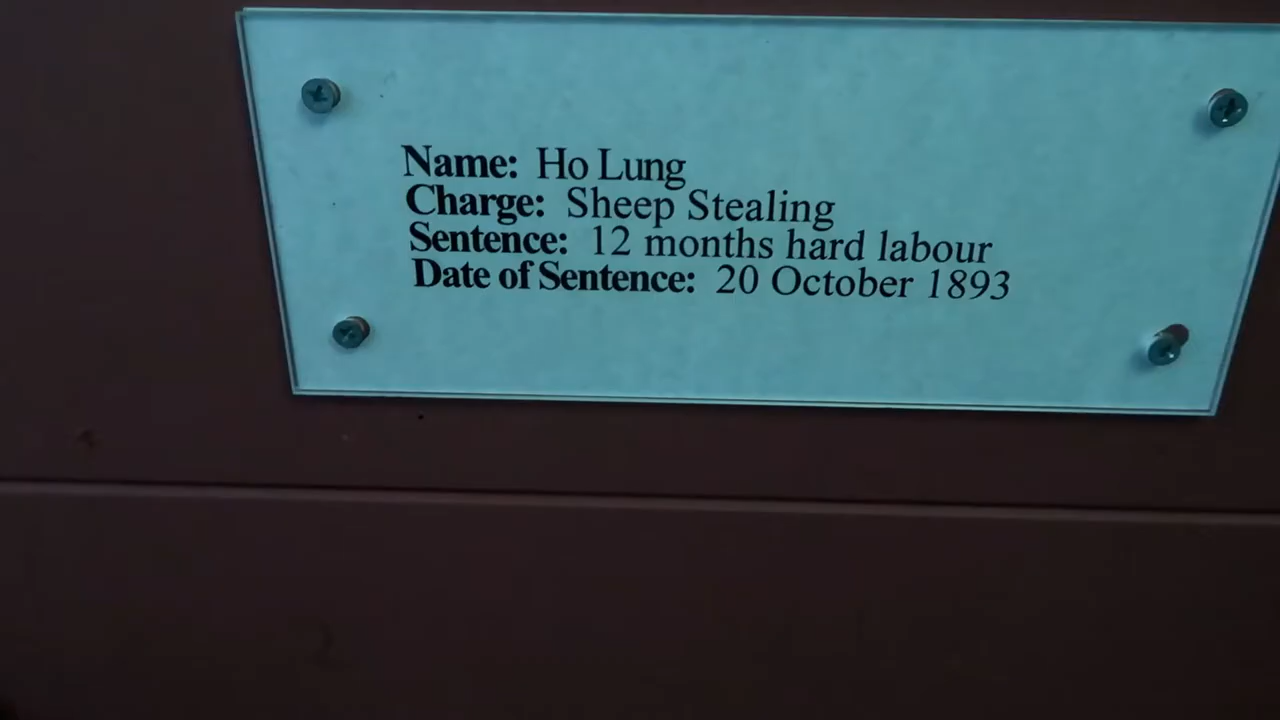 Name: Ho Lung
Charge: Sheep Stealing
Sentence: 12 months hard labour
Date of Sentence: 20 October 1893